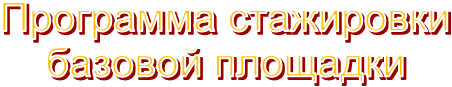 Программа стажировки
базовой площадки